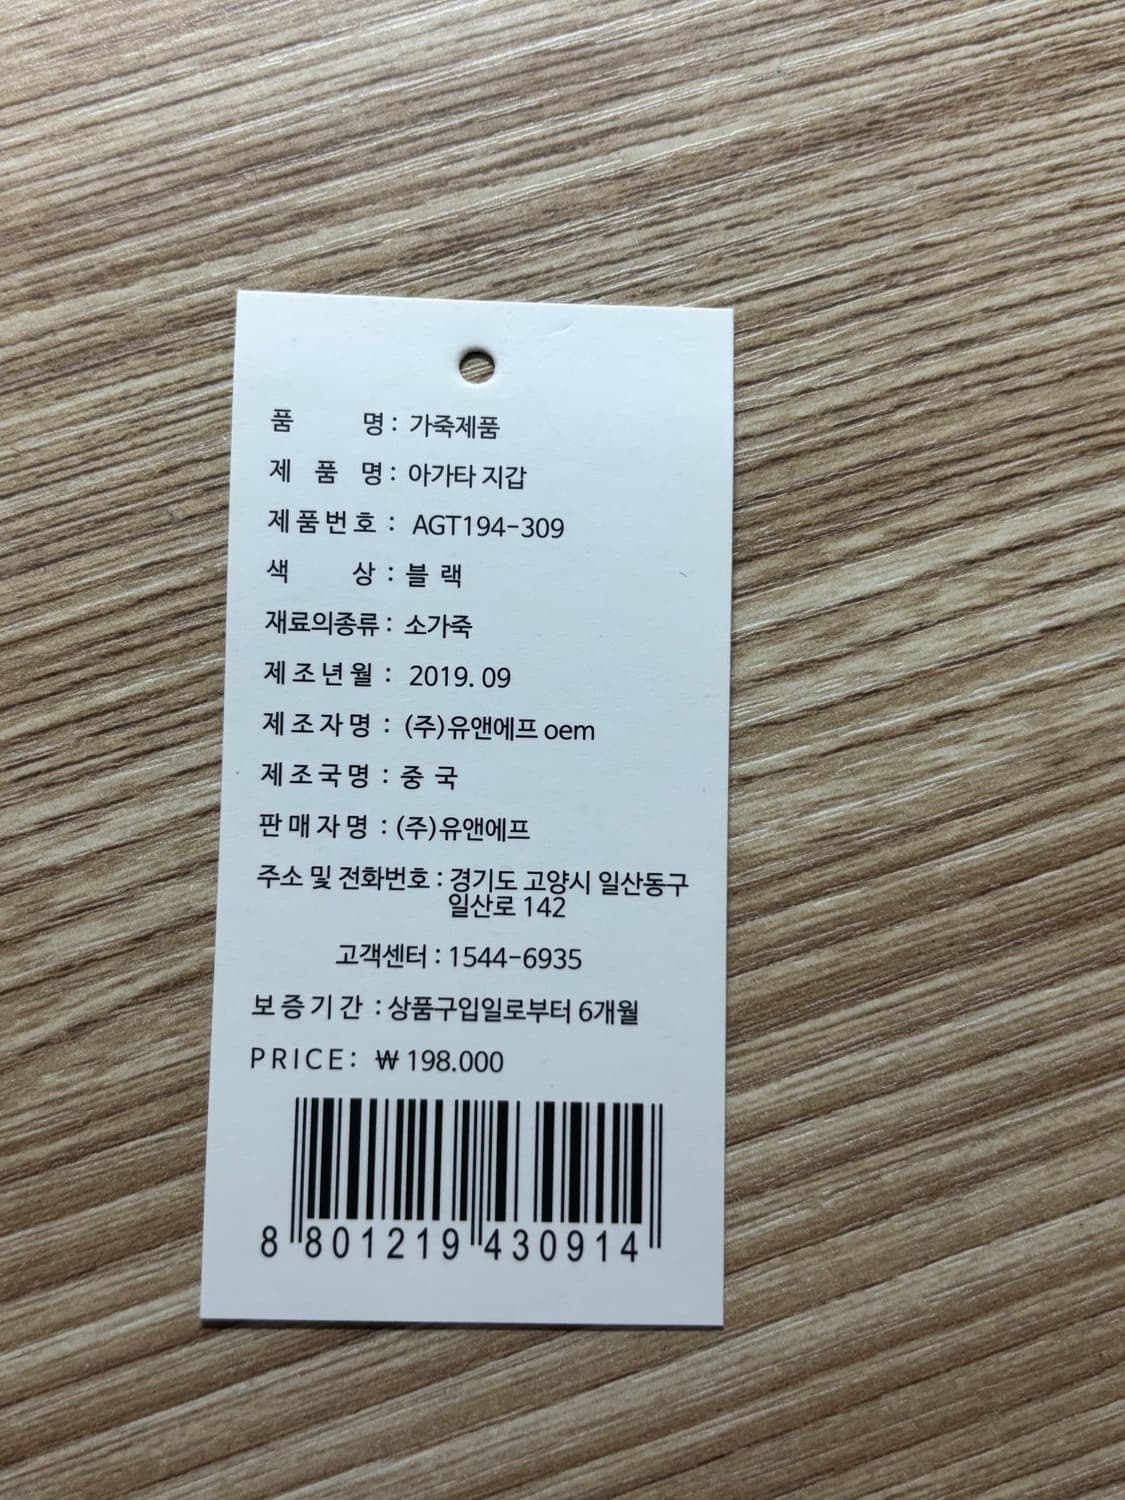 품 명 : 가죽제품
제 품 명 : 아가타 지갑
제품번호 : AGT194-309
색 상 : 블 랙
재료의종류 : 소가죽
제조년월 : 2019. 09
제조자명 : (주)유앤에프 oem
제조국명 : 중 국
판매자명 : (주)유앤에프
주소 및 전화번호 : 경기도 고양시 일산동구
일산로 142
고객센터 : 1544-6935
보증기간 : 상품구입일로부터 6개월
PRICE: ₩ 198.000
8 801219 430914